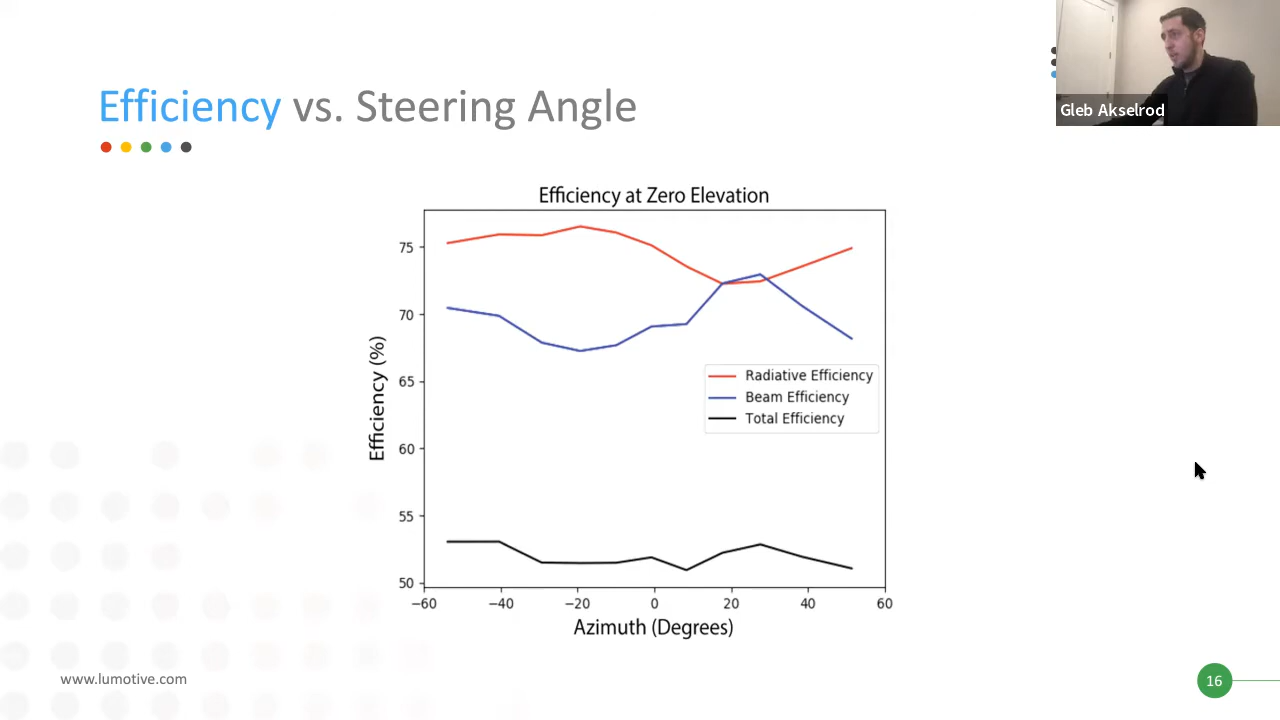 Gleb Akselrod
Efficiency vs. Steering Angle
Efficiency at Zero Elevation
Efficiency (%)
75
70
65
60
55
50
Radiative Efficiency
Beam Efficiency
Total Efficiency
−60 −40 −20 0 20 40 60
Azimuth (Degrees)
www.lumotive.com
16